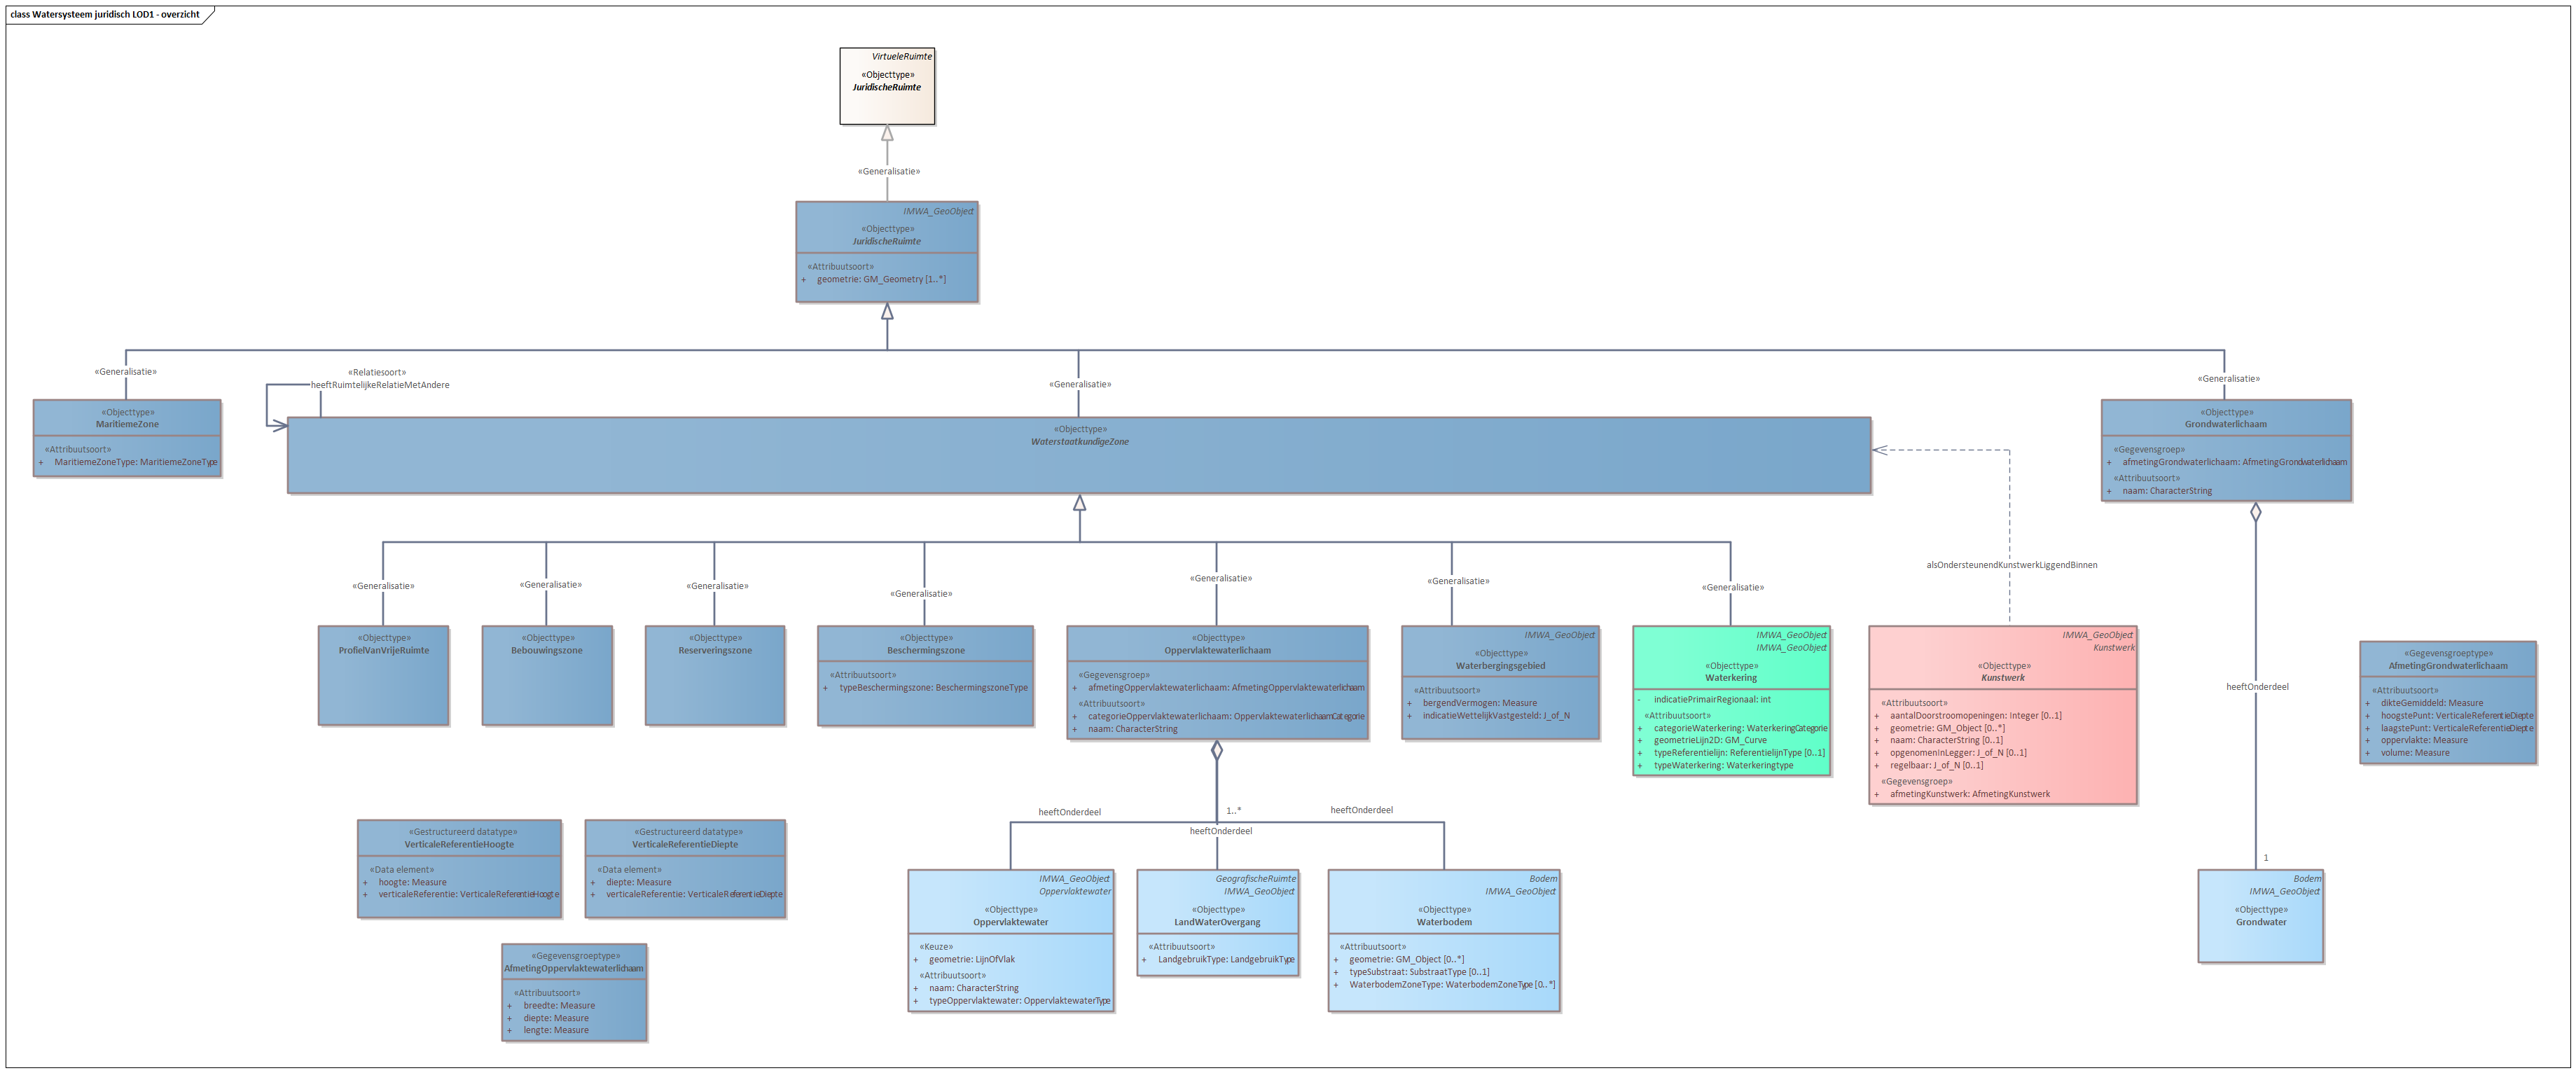 class Watersysteem juridisch LOD1 - overzicht
VirtueleRuimte
«Objecttype»
JuridischeRuimte
«Generalisatie»
IMWA_GeoObject
«Objecttype»
JuridischeRuimte
«Attribuutsoort»
+ geometrie: GM_Geometry [1..*]
«Generalisatie»
«Relatiesoort»
heeftRuimtelijkeRelatieMetAndere
«Generalisatie»
«Generalisatie»
«Objecttype»
MaritiemeZone
«Attribuutsoort»
+ MaritiemeZoneType: MaritiemeZoneType
«Objecttype»
WaterstaatkundigeZone
«Objecttype»
Grondwaterlichaam
«Gegevensgroep»
+ afmetingGrondwaterlichaam: AfmetingGrondwaterlichaam
«Attribuutsoort»
+ naam: CharacterString
«Generalisatie»
«Generalisatie»
«Generalisatie»
«Generalisatie»
«Generalisatie»
«Generalisatie»
«Generalisatie»
alsOndersteunendKunstwerkLiggendBinnen
«Objecttype»
ProfielVanVrijeRuimte
«Objecttype»
Bebouwingszone
«Objecttype»
Reserveringszone
«Objecttype»
Beschermingszone
«Attribuutsoort»
+ typeBeschermingszone: BeschermingszoneType
«Objecttype»
Oppervlaktewaterlichaam
«Gegevensgroep»
+ afmetingOppervlaktewaterlichaam: AfmetingOppervlaktewaterlichaam
«Attribuutsoort»
+ categorieOppervlaktewaterlichaam: OppervlaktewaterlichaamCategorie
+ naam: CharacterString
IMWA_GeoObject
«Objecttype»
Waterbergingsgebied
«Attribuutsoort»
+ bergendVermogen: Measure
+ indicatieWettelijkVastgesteld: J_of_N
IMWA_GeoObject
IMWA_GeoObject
«Objecttype»
Waterkering
- indicatiePrimairRegionaal: int
«Attribuutsoort»
+ categorieWaterkering: WaterkeringCategorie
+ geometrieLijn2D: GM_Curve
+ typeReferentielijn: ReferentielijnType [0..1]
+ typeWaterkering: Waterkeringtype
IMWA_GeoObject
Kunstwerk
«Objecttype»
Kunstwerk
«Attribuutsoort»
+ aantalDoorstroomopeningen: Integer [0..1]
+ geometrie: GM_Object [0..*]
+ naam: CharacterString [0..1]
+ opgenomenInLegger: J_of_N [0..1]
+ regelbaar: J_of_N [0..1]
«Gegevensgroep»
+ afmetingKunstwerk: AfmetingKunstwerk
«Gegevensgroeptype»
AfmetingGrondwaterlichaam
«Attribuutsoort»
+ dikteGemiddeld: Measure
+ hoogstePunt: VerticaleReferentieDiepte
+ laagstePunt: VerticaleReferentieDiepte
+ oppervlakte: Measure
+ volume: Measure
heeftOnderdeel
1
heeftOnderdeel
1..*
heeftOnderdeel
heeftOnderdeel
«Gestructureerd datatype»
VerticaleReferentieHoogte
«Data element»
+ hoogte: Measure
+ verticaleReferentie: VerticaleReferentieHoogte
«Gestructureerd datatype»
VerticaleReferentieDiepte
«Data element»
+ diepte: Measure
+ verticaleReferentie: VerticaleReferentieDiepte
IMWA_GeoObject
Oppervlaktewater
«Objecttype»
Oppervlaktewater
«Keuze»
+ geometrie: LijnOfVlak
«Attribuutsoort»
+ naam: CharacterString
+ typeOppervlaktewater: OppervlaktewaterType
GeografischeRuimte
IMWA_GeoObject
«Objecttype»
LandWaterOvergang
«Attribuutsoort»
+ LandgebruikType: LandgebruikType
Bodem
IMWA_GeoObject
«Objecttype»
Waterbodem
«Attribuutsoort»
+ geometrie: GM_Object [0..*]
+ typeSubstraat: SubstraatType [0..1]
+ WaterbodemZoneType: WaterbodemZoneType [0..*]
Bodem
IMWA_GeoObject
«Objecttype»
Grondwater
«Gegevensgroeptype»
AfmetingOppervlaktewaterlichaam
«Attribuutsoort»
+ breedte: Measure
+ diepte: Measure
+ lengte: Measure